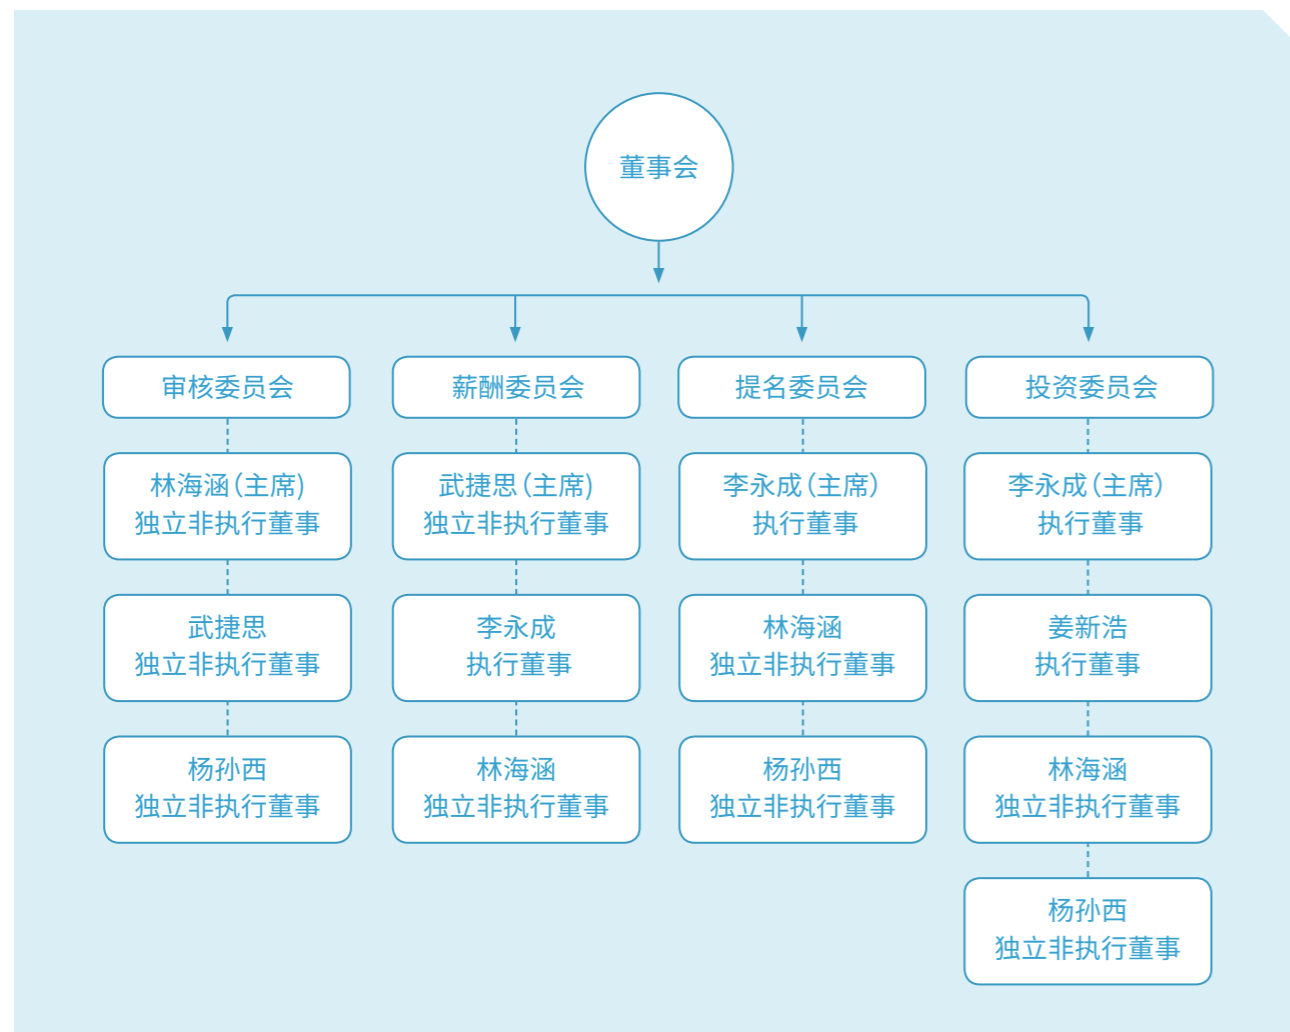 董事会
审核委员会
林海涵(主席)
独立非执行董事
武捷思
独立非执行董事
杨孙西
独立非执行董事
薪酬委员会
武捷思(主席)
独立非执行董事
李永成
执行董事
林海涵
独立非执行董事
提名委员会
李永成(主席)
执行董事
林海涵
独立非执行董事
杨孙西
独立非执行董事
投资委员会
李永成(主席)
执行董事
姜新浩
执行董事
林海涵
独立非执行董事
杨孙西
独立非执行董事